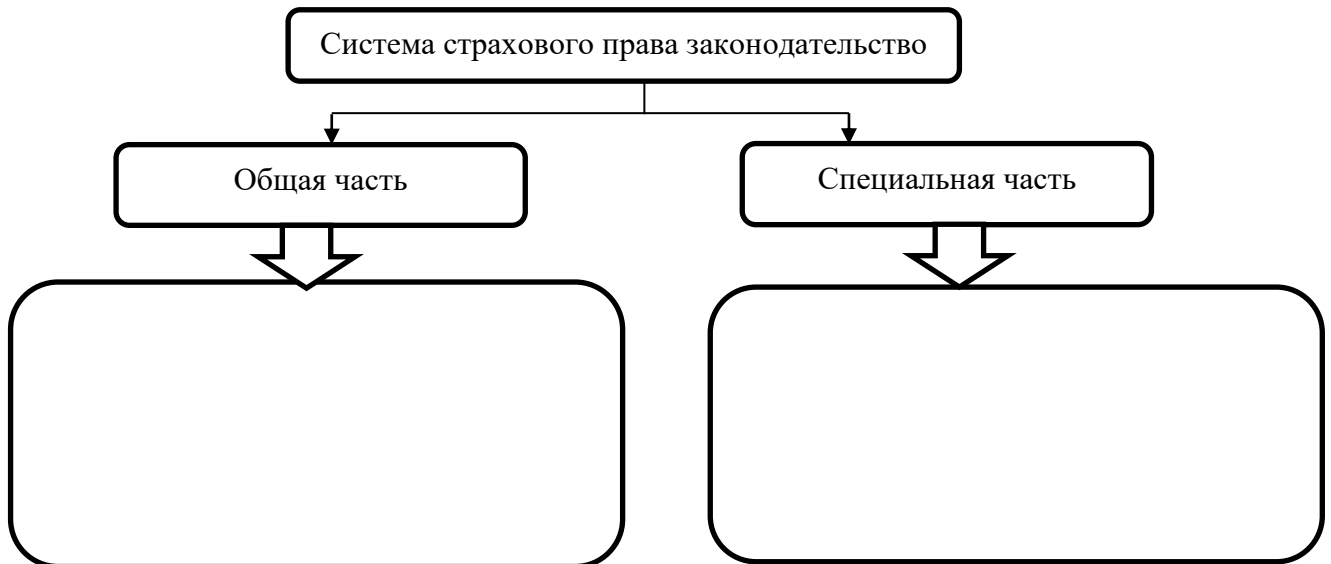 Система страхового права законодательство
Общая часть
Специальная часть